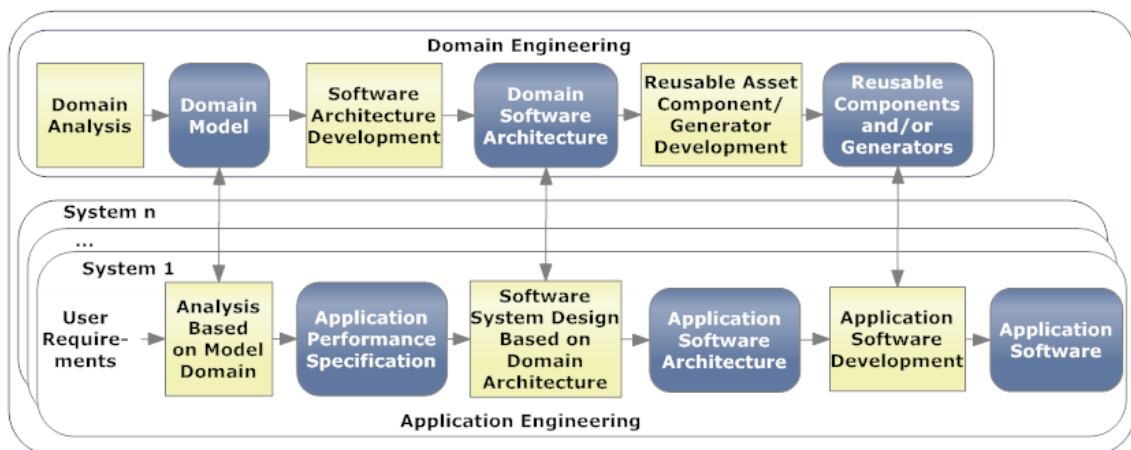 Domain Engineering
Domain
Analysis
Domain
Model
Software
Architecture
Development
Domain
Software
Architecture
Reusable Asset
Component/
Generator
Development
Reusable
Components
and/or
Generators
System n
...
System 1
User
Require-
ments
Analysis
Based
on Model
Domain
Application
Performance
Specification
Software
System Design
Based on
Domain
Architecture
Application
Software
Architecture
Application
Software
Development
Application
Software
Application Engineering